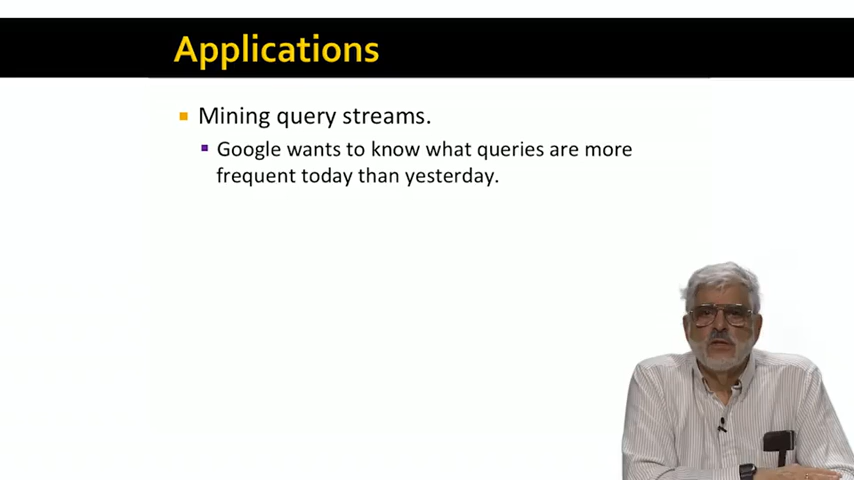 Applications
Mining query streams.
Google wants to know what queries are more
frequent today than yesterday.